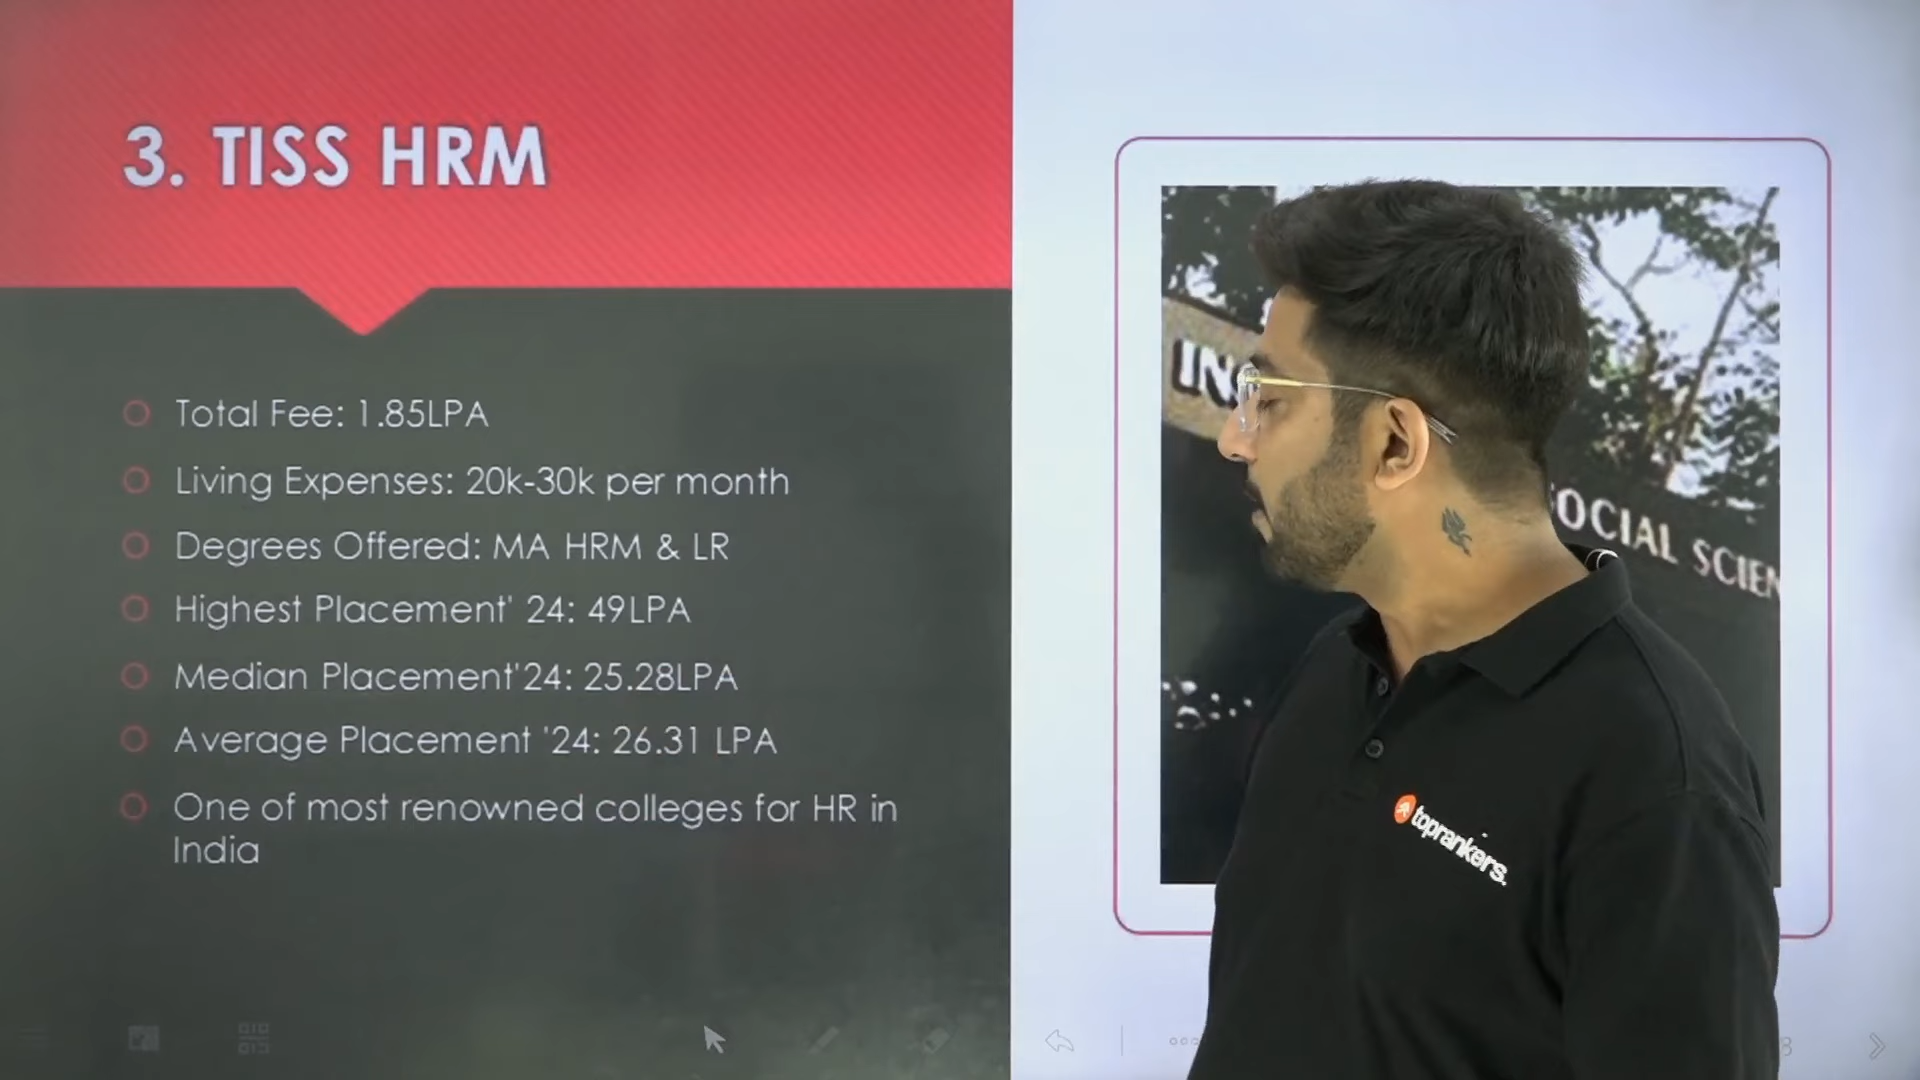 3. TISS HRM
Total Fee: 1.85LPA
Living Expenses: 20k-30k per month
Degrees Offered: MA HRM & LR
Highest Placement' 24: 49LPA
Median Placement'24: 25.28LPA
Average Placement '24: 26.31 LPA
One of most renowned colleges for HR in
India
SOCIAL
toprankers.